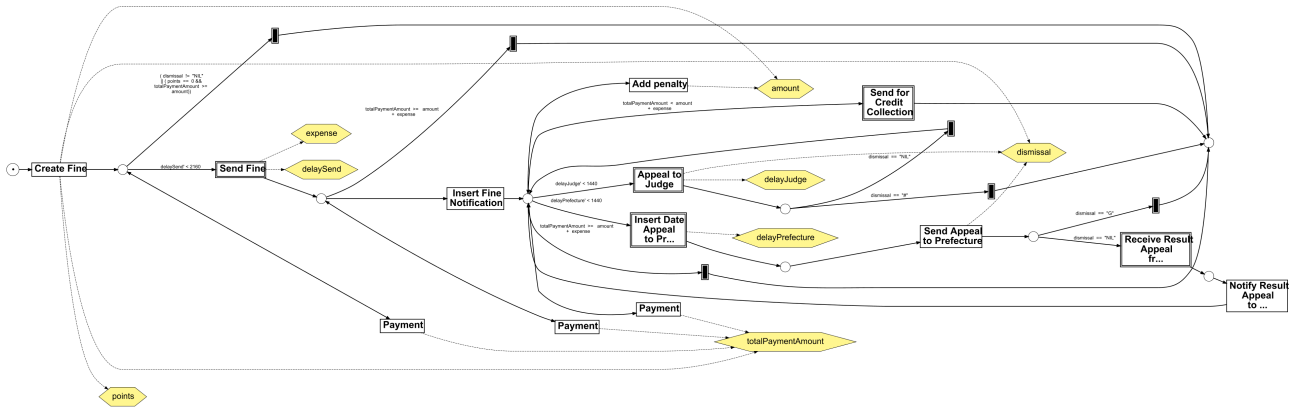 ( dismissal != "NIL"
|| ( points == 0 &&
totalPaymentAmount >=
amount))
totalPaymentAmount == amount
+ expense
Add penalty
amount
totalPaymentAmount < amount
+ expense
Send for
Credit
Collection
expense
delaySend
Create Fine
delaySend' < 2160
Send Fine
Insert Fine
Notification
delayJudge' < 1440
delayPrefecture' < 1440
Appeal to
Judge
dismissal == "NIL"
dismissal
delayJudge
dismissal == "#"
totalPaymentAmount == amount
+ expense
Insert Date
Appeal
to Pr...
delayPrefecture
Send Appeal
to Prefecture
dismissal == "G"
dismissal == "NIL"
Receive Result
Appeal
fr...
Notify Result
Appeal
to ...
Payment
Payment
Payment
totalPaymentAmount
points